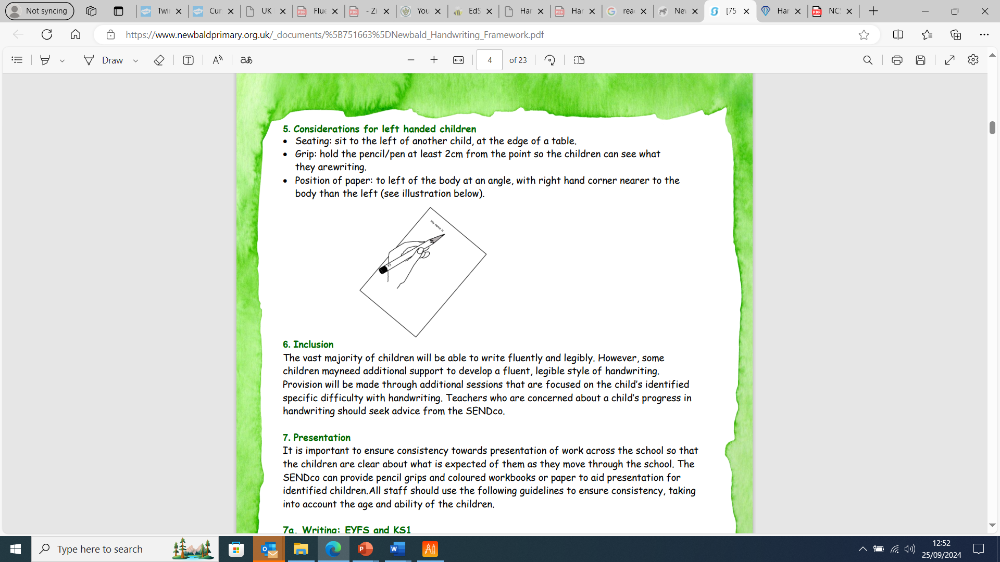 Not syncing
Twi
Cur
UK
Flue
- Zi
You
EdS
Har
Har
rea
Nev
[75
Har
NC
https://www.newbaldprimary.org.uk/_documents/%5B751663%5DNewbald_Handwriting_Framework.pdf
Draw
4 of 23
5. Considerations for left handed children
• Seating: sit to the left of another child, at the edge of a table.
• Grip: hold the pencil/pen at least 2cm from the point so the children can see what
they arewriting.
• Position of paper: to left of the body at an angle, with right hand corner nearer to the
body than the left (see illustration below).
My name is
#3
6. Inclusion
The vast majority of children will be able to write fluently and legibly. However, some
children mayneed additional support to develop a fluent, legible style of handwriting.
Provision will be made through additional sessions that are focused on the child's identified
specific difficulty with handwriting. Teachers who are concerned about a child's progress in
handwriting should seek advice from the SENDco.
7. Presentation
It is important to ensure consistency towards presentation of work across the school so that
the children are clear about what is expected of them as they move through the school. The
SENDco can provide pencil grips and coloured workbooks or paper to aid presentation for
identified children.All staff should use the following guidelines to ensure consistency, taking
into account the age and ability of the children.
7a. Writing: EYFS and KS1
Type here to search
12:52
25/09/2024